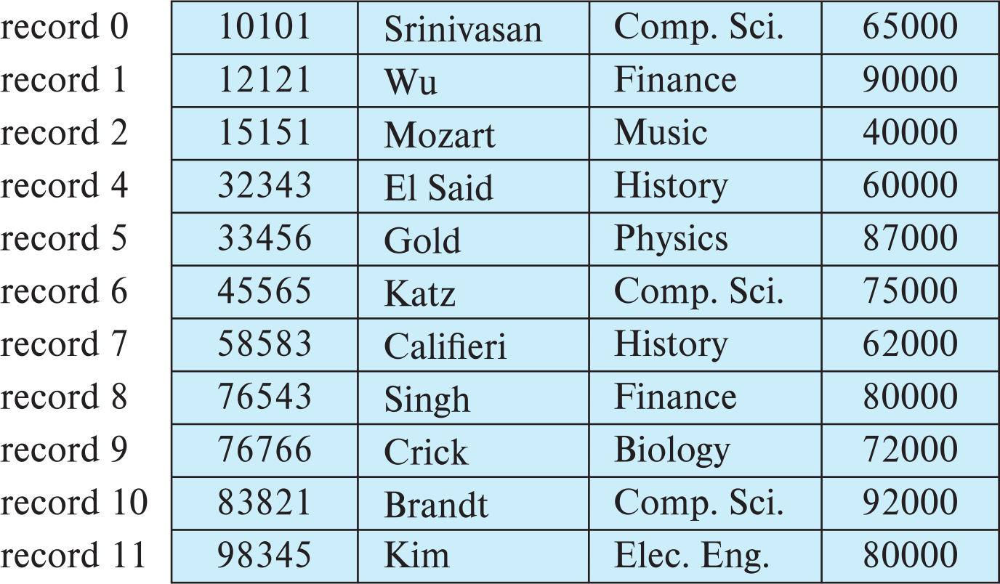 record 0 10101 Srinivasan Comp. Sci. 65000
record 1 12121 Wu Finance 90000
record 2 15151 Mozart Music 40000
record 4 32343 El Said History 60000
record 5 33456 Gold Physics 87000
record 6 45565 Katz Comp. Sci. 75000
record 7 58583 Califieri History 62000
record 8 76543 Singh Finance 80000
record 9 76766 Crick Biology 72000
record 10 83821 Brandt Comp. Sci. 92000
record 11 98345 Kim Elec. Eng. 80000